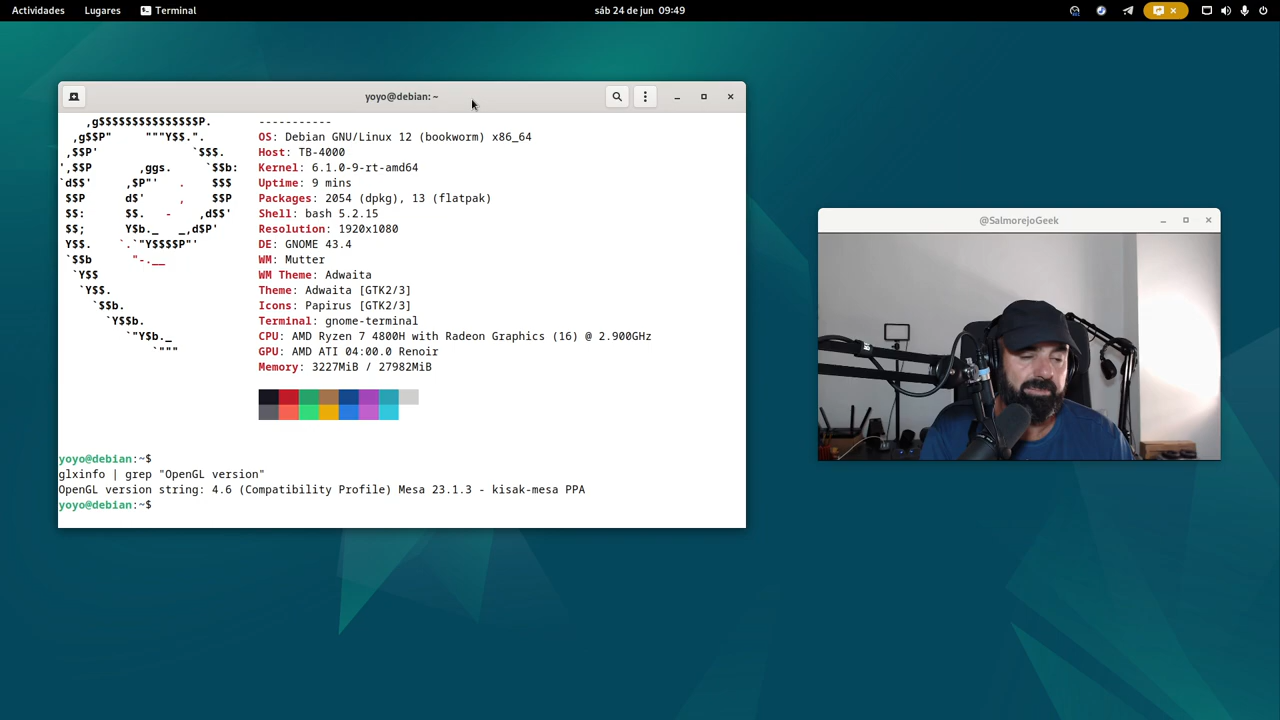 Actividades Lugares Terminal sáb 24 de jun 09:49
yoyo@debian: ~
,g$$$$$$$$$$$$$$$P. -----------
,g$$P" """Y$$.". OS: Debian GNU/Linux 12 (bookworm) x86_64
,$$P' `$$$. Host: TB-4000
',$$P ,ggs. `$$b: Kernel: 6.1.0-9-rt-amd64
`d$$' ,$P"' . $$$ Uptime: 9 mins
$$P d$' , $$P Packages: 2054 (dpkg), 13 (flatpak)
$$: $$. - ,d$$' Shell: bash 5.2.15
$$; Y$b._ _,d$P' Resolution: 1920x1080
Y$$. `.`"Y$$$$P"' DE: GNOME 43.4
`$$b "-.__ WM: Mutter
`Y$$ WM Theme: Adwaita
`Y$$. Theme: Adwaita [GTK2/3]
`$$b. Icons: Papirus [GTK2/3]
`Y$$b. Terminal: gnome-terminal
`"Y$b._ CPU: AMD Ryzen 7 4800H with Radeon Graphics (16) @ 2.900GHz
`""" GPU: AMD ATI 04:00.0 Renoir
Memory: 3227MiB / 27982MiB
yoyo@debian:~$
glxinfo | grep "OpenGL version"
OpenGL version string: 4.6 (Compatibility Profile) Mesa 23.1.3 - kisak-mesa PPA
yoyo@debian:~$
@SalmorejoGeek